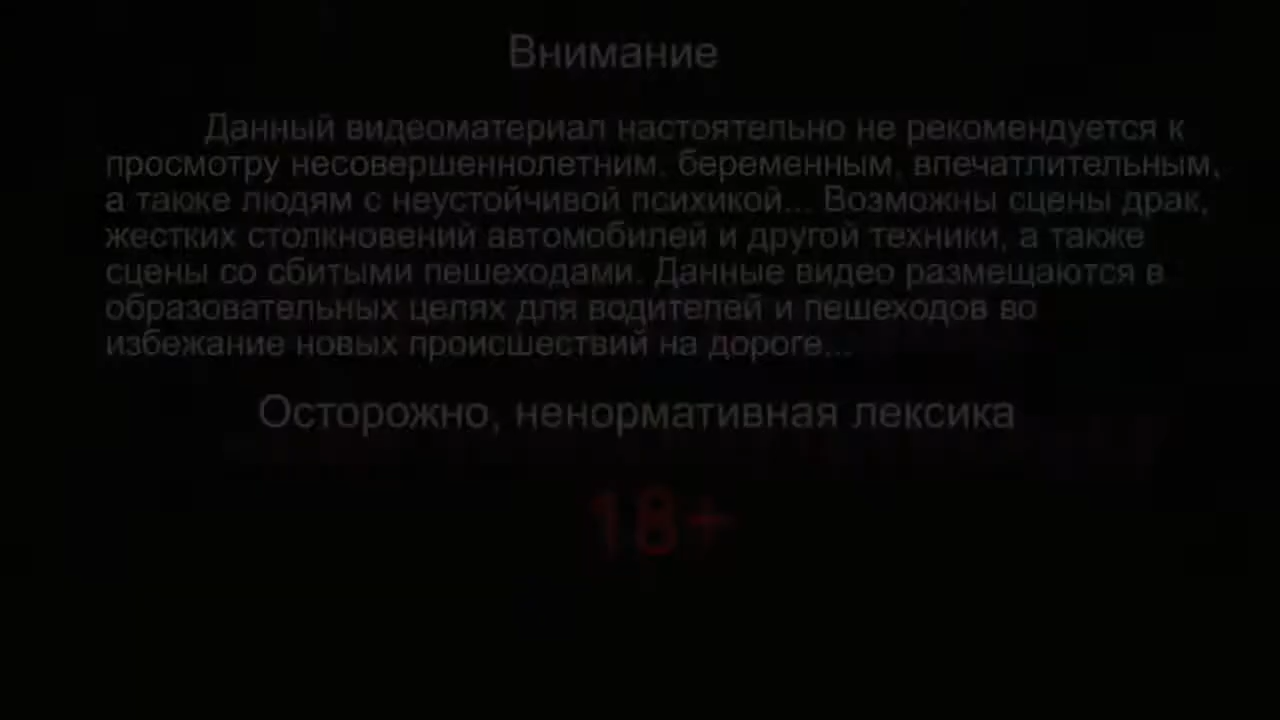 Внимание
Данный видеоматериал настоятельно не рекомендуется к
просмотру несовершеннолетним, беременным, впечатлительным,
а также людям с неустойчивой психикой... Возможны сцены драк,
жестких столкновений автомобилей и другой техники, а также
сцены со сбитыми пешеходами. Данные видео размещаются в
образовательных целях для водителей и пешеходов во
избежание новых происшествий на дороге...
Осторожно, ненормативная лексика
18+